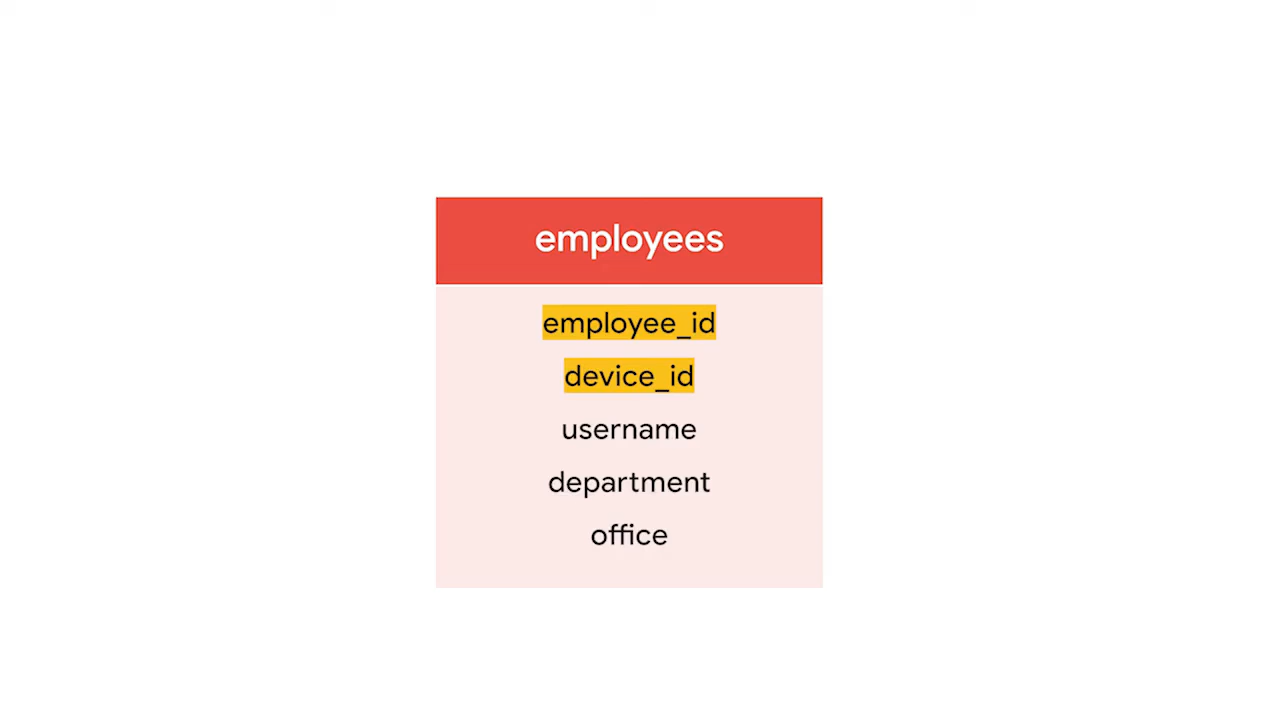 employees
employee_id
device_id
username
department
office